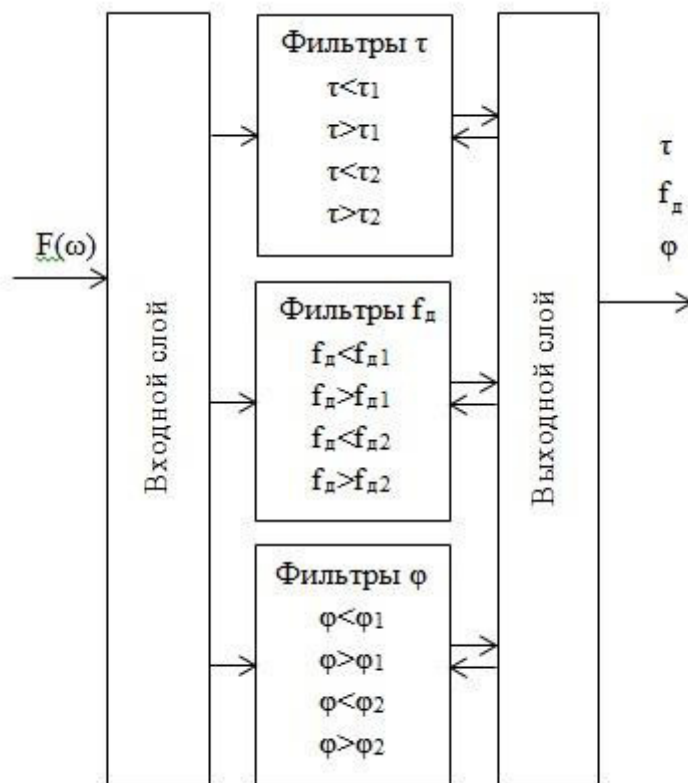 F(ω)
Входной слой
Фильтры τ
τ<τ1
τ>τ1
τ<τ2
τ>τ2
Фильтры fд
fд<fд1
fд>fд1
fд<fд2
fд>fд2
Фильтры φ
φ<φ1
φ>φ1
φ<φ2
φ>φ2
Выходной слой
τ
fд
φ